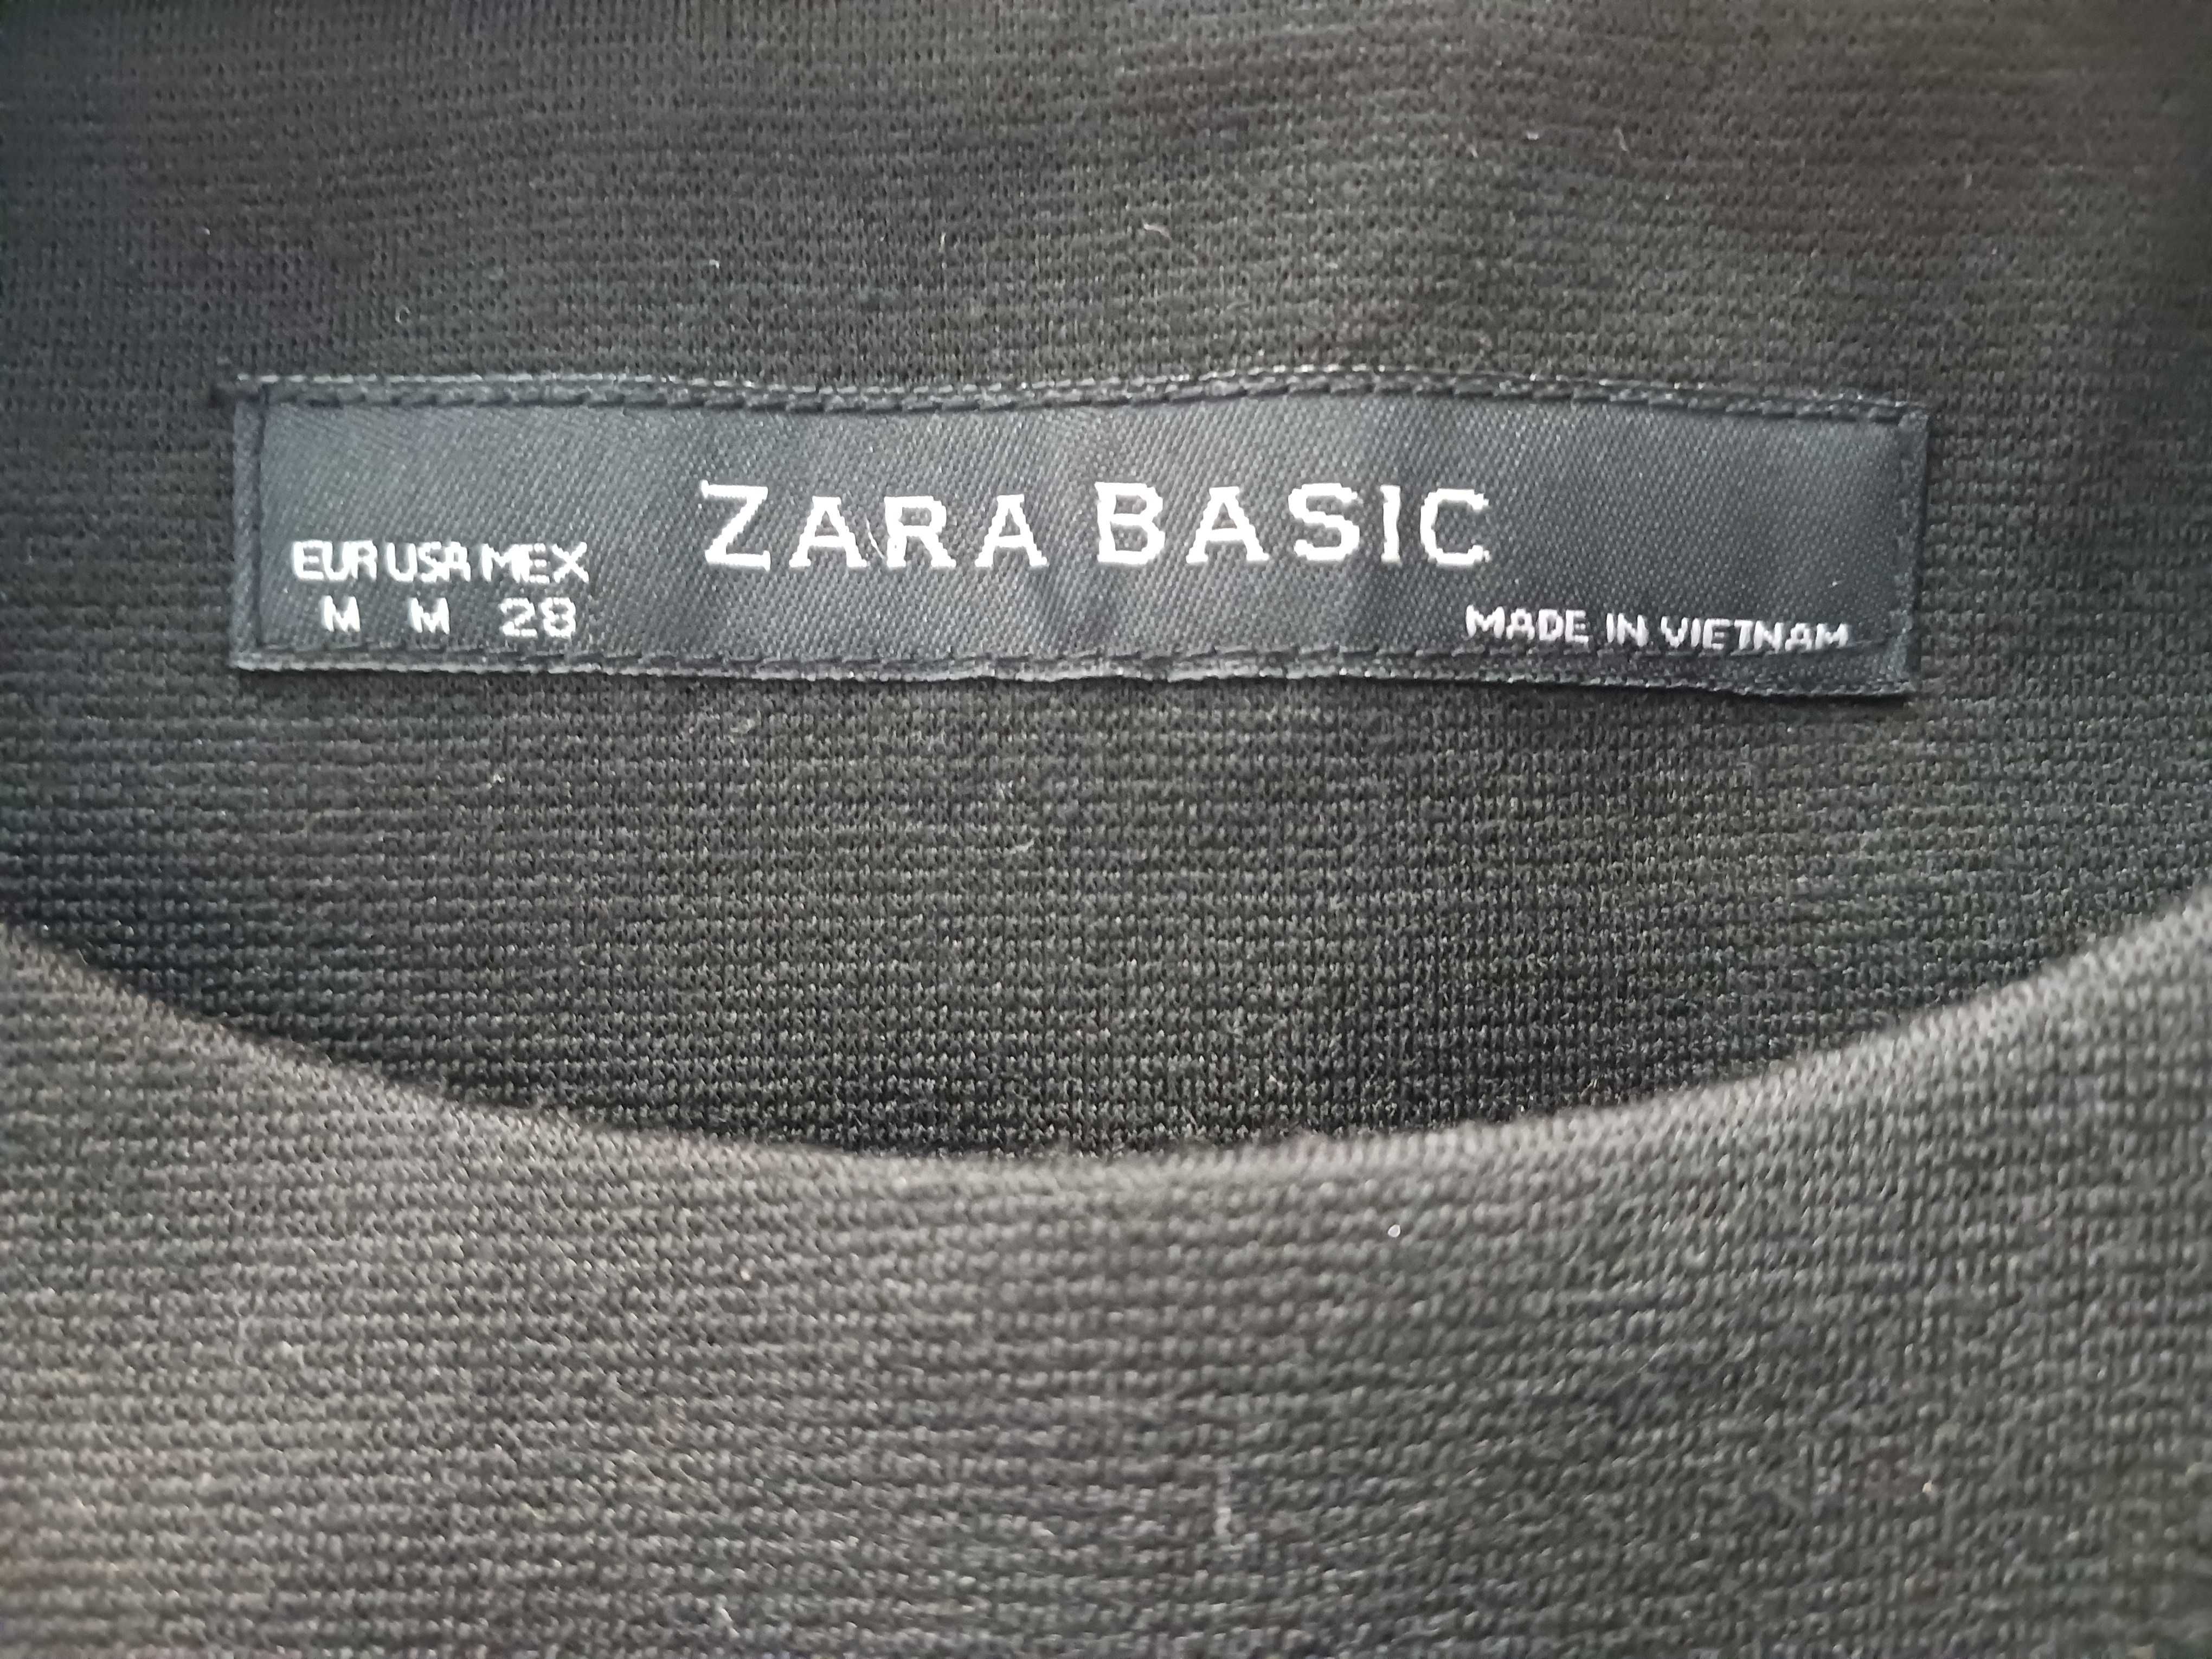 ZARA BASIC
EUR USA MEX
M M 28
MADE IN VIETNAM